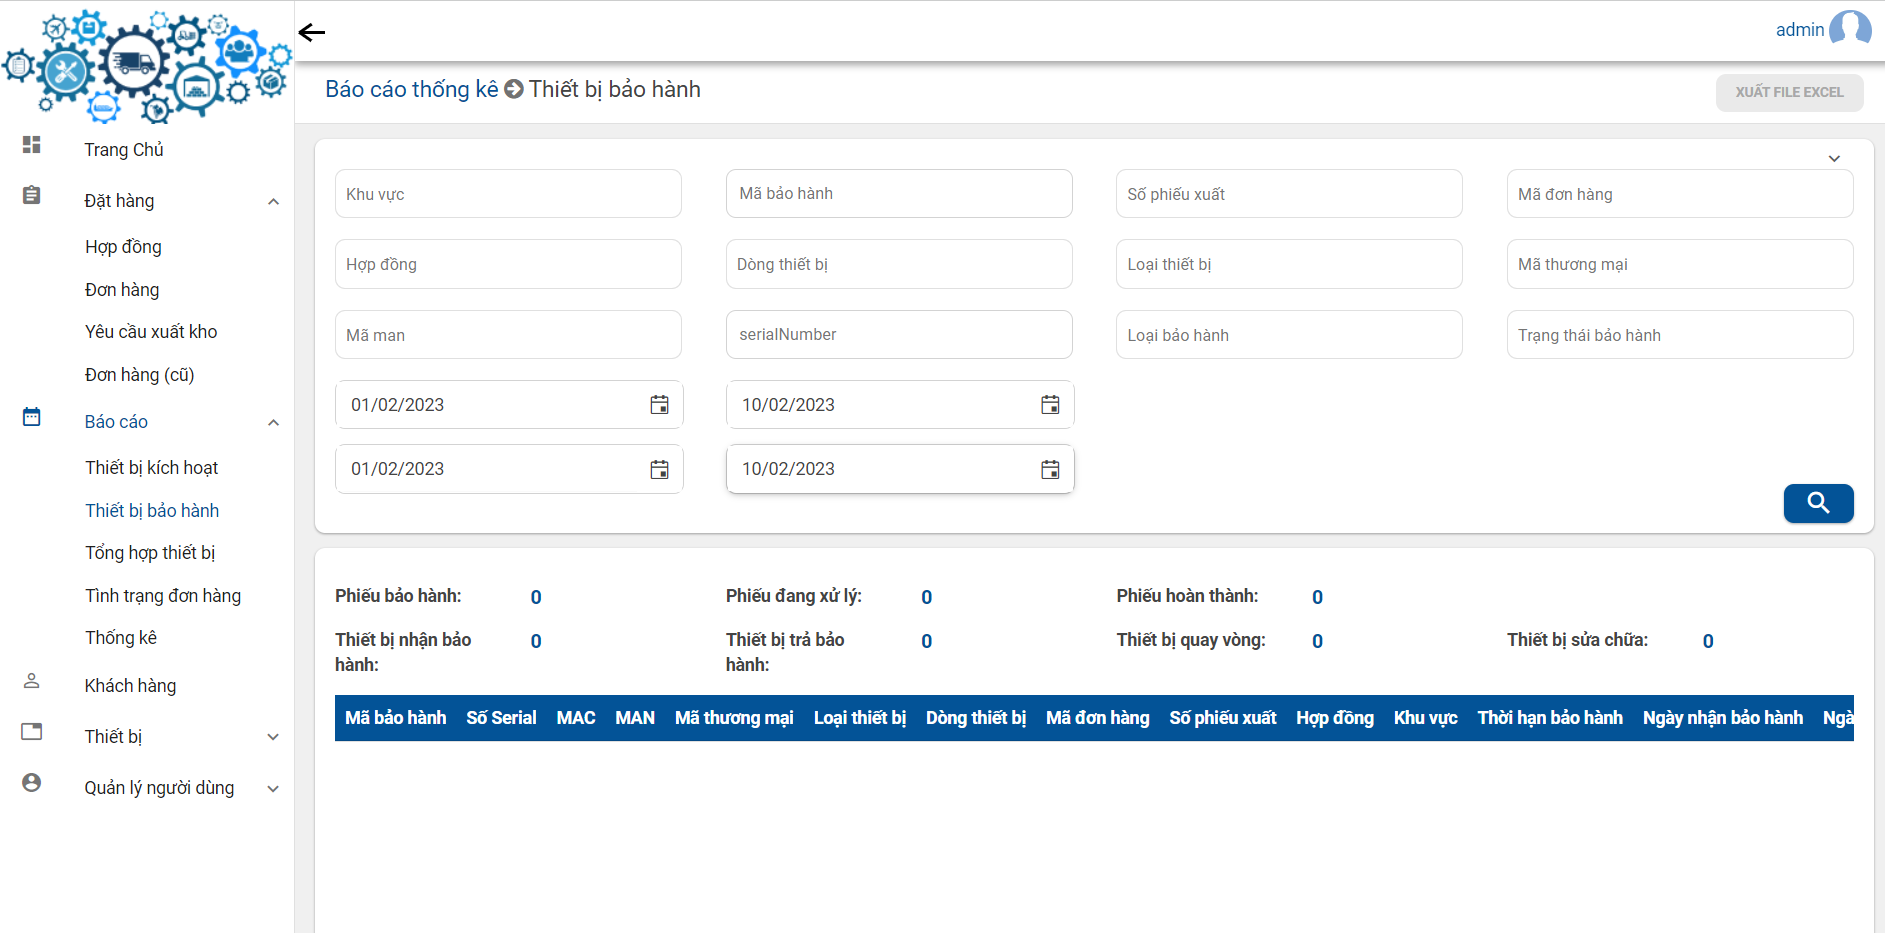 admin
Báo cáo thống kê Thiết bị bảo hành
XUẤT FILE EXCEL
Trang Chủ
Đặt hàng
Hợp đồng
Đơn hàng
Yêu cầu xuất kho
Đơn hàng (cũ)
Báo cáo
Thiết bị kích hoạt
Thiết bị bảo hành
Tổng hợp thiết bị
Tình trạng đơn hàng
Thống kê
Khách hàng
Thiết bị
Quản lý người dùng
Khu vực Mã bảo hành Số phiếu xuất Mã đơn hàng
Hợp đồng Dòng thiết bị Loại thiết bị Mã thương mại
Mã man serialNumber Loại bảo hành Trạng thái bảo hành
01/02/2023 10/02/2023
01/02/2023 10/02/2023
Phiếu bảo hành: 0 Phiếu đang xử lý: 0 Phiếu hoàn thành: 0
Thiết bị nhận bảo hành: 0 Thiết bị trả bảo hành: 0 Thiết bị quay vòng: 0 Thiết bị sửa chữa: 0
Mã bảo hành Số Serial MAC MAN Mã thương mại Loại thiết bị Dòng thiết bị Mã đơn hàng Số phiếu xuất Hợp đồng Khu vực Thời hạn bảo hành Ngày nhận bảo hành Ngà